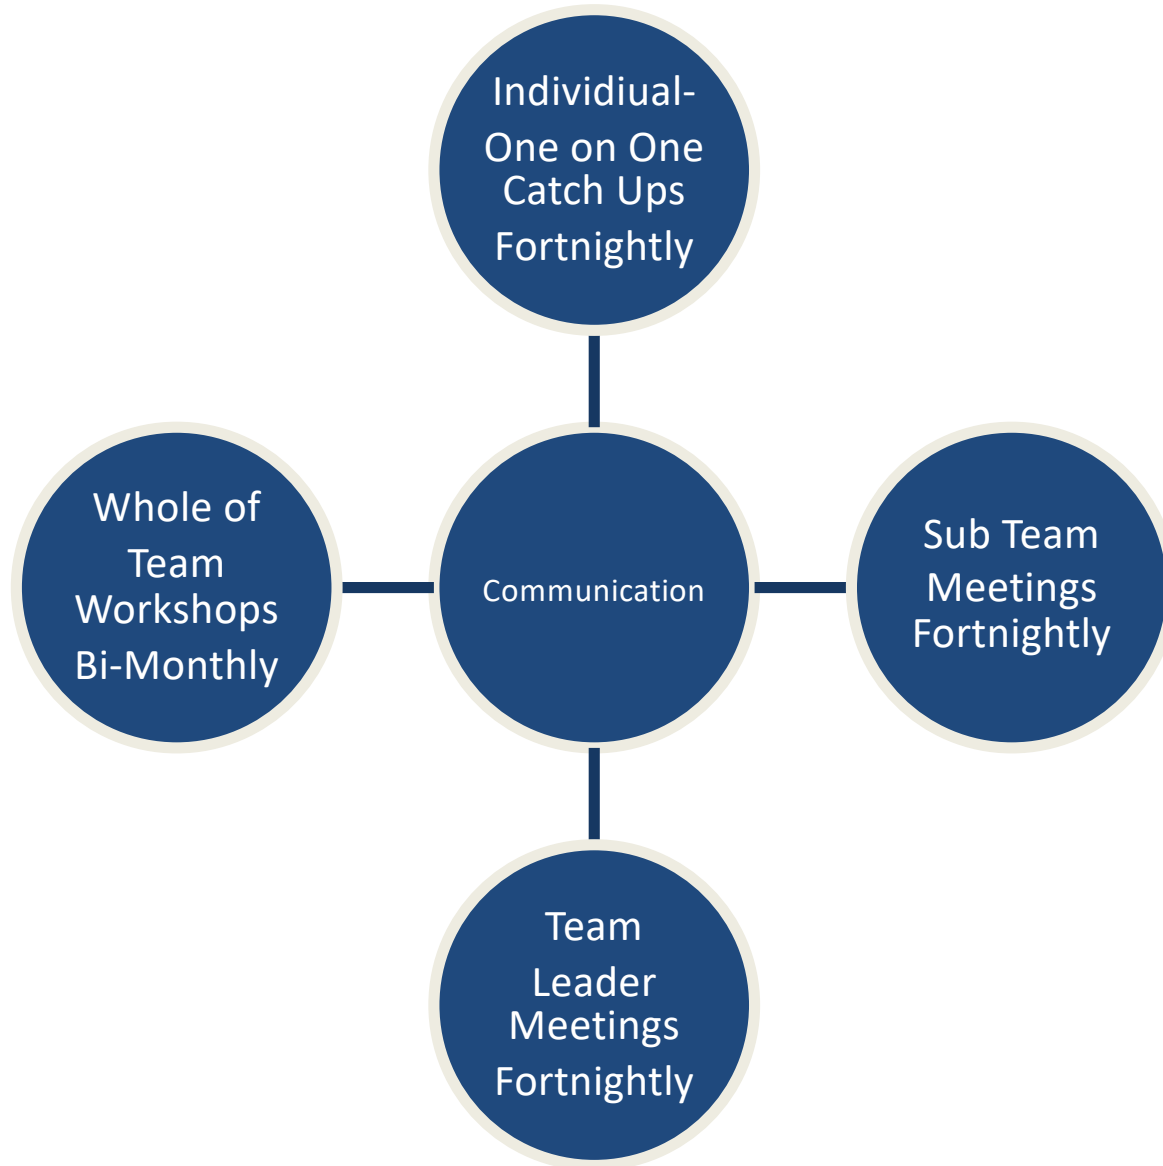 Individiual-
One on One
Catch Ups
Fortnightly
Whole of
Team
Workshops
Bi-Monthly
Communication
Sub Team
Meetings
Fortnightly
Team
Leader
Meetings
Fortnightly